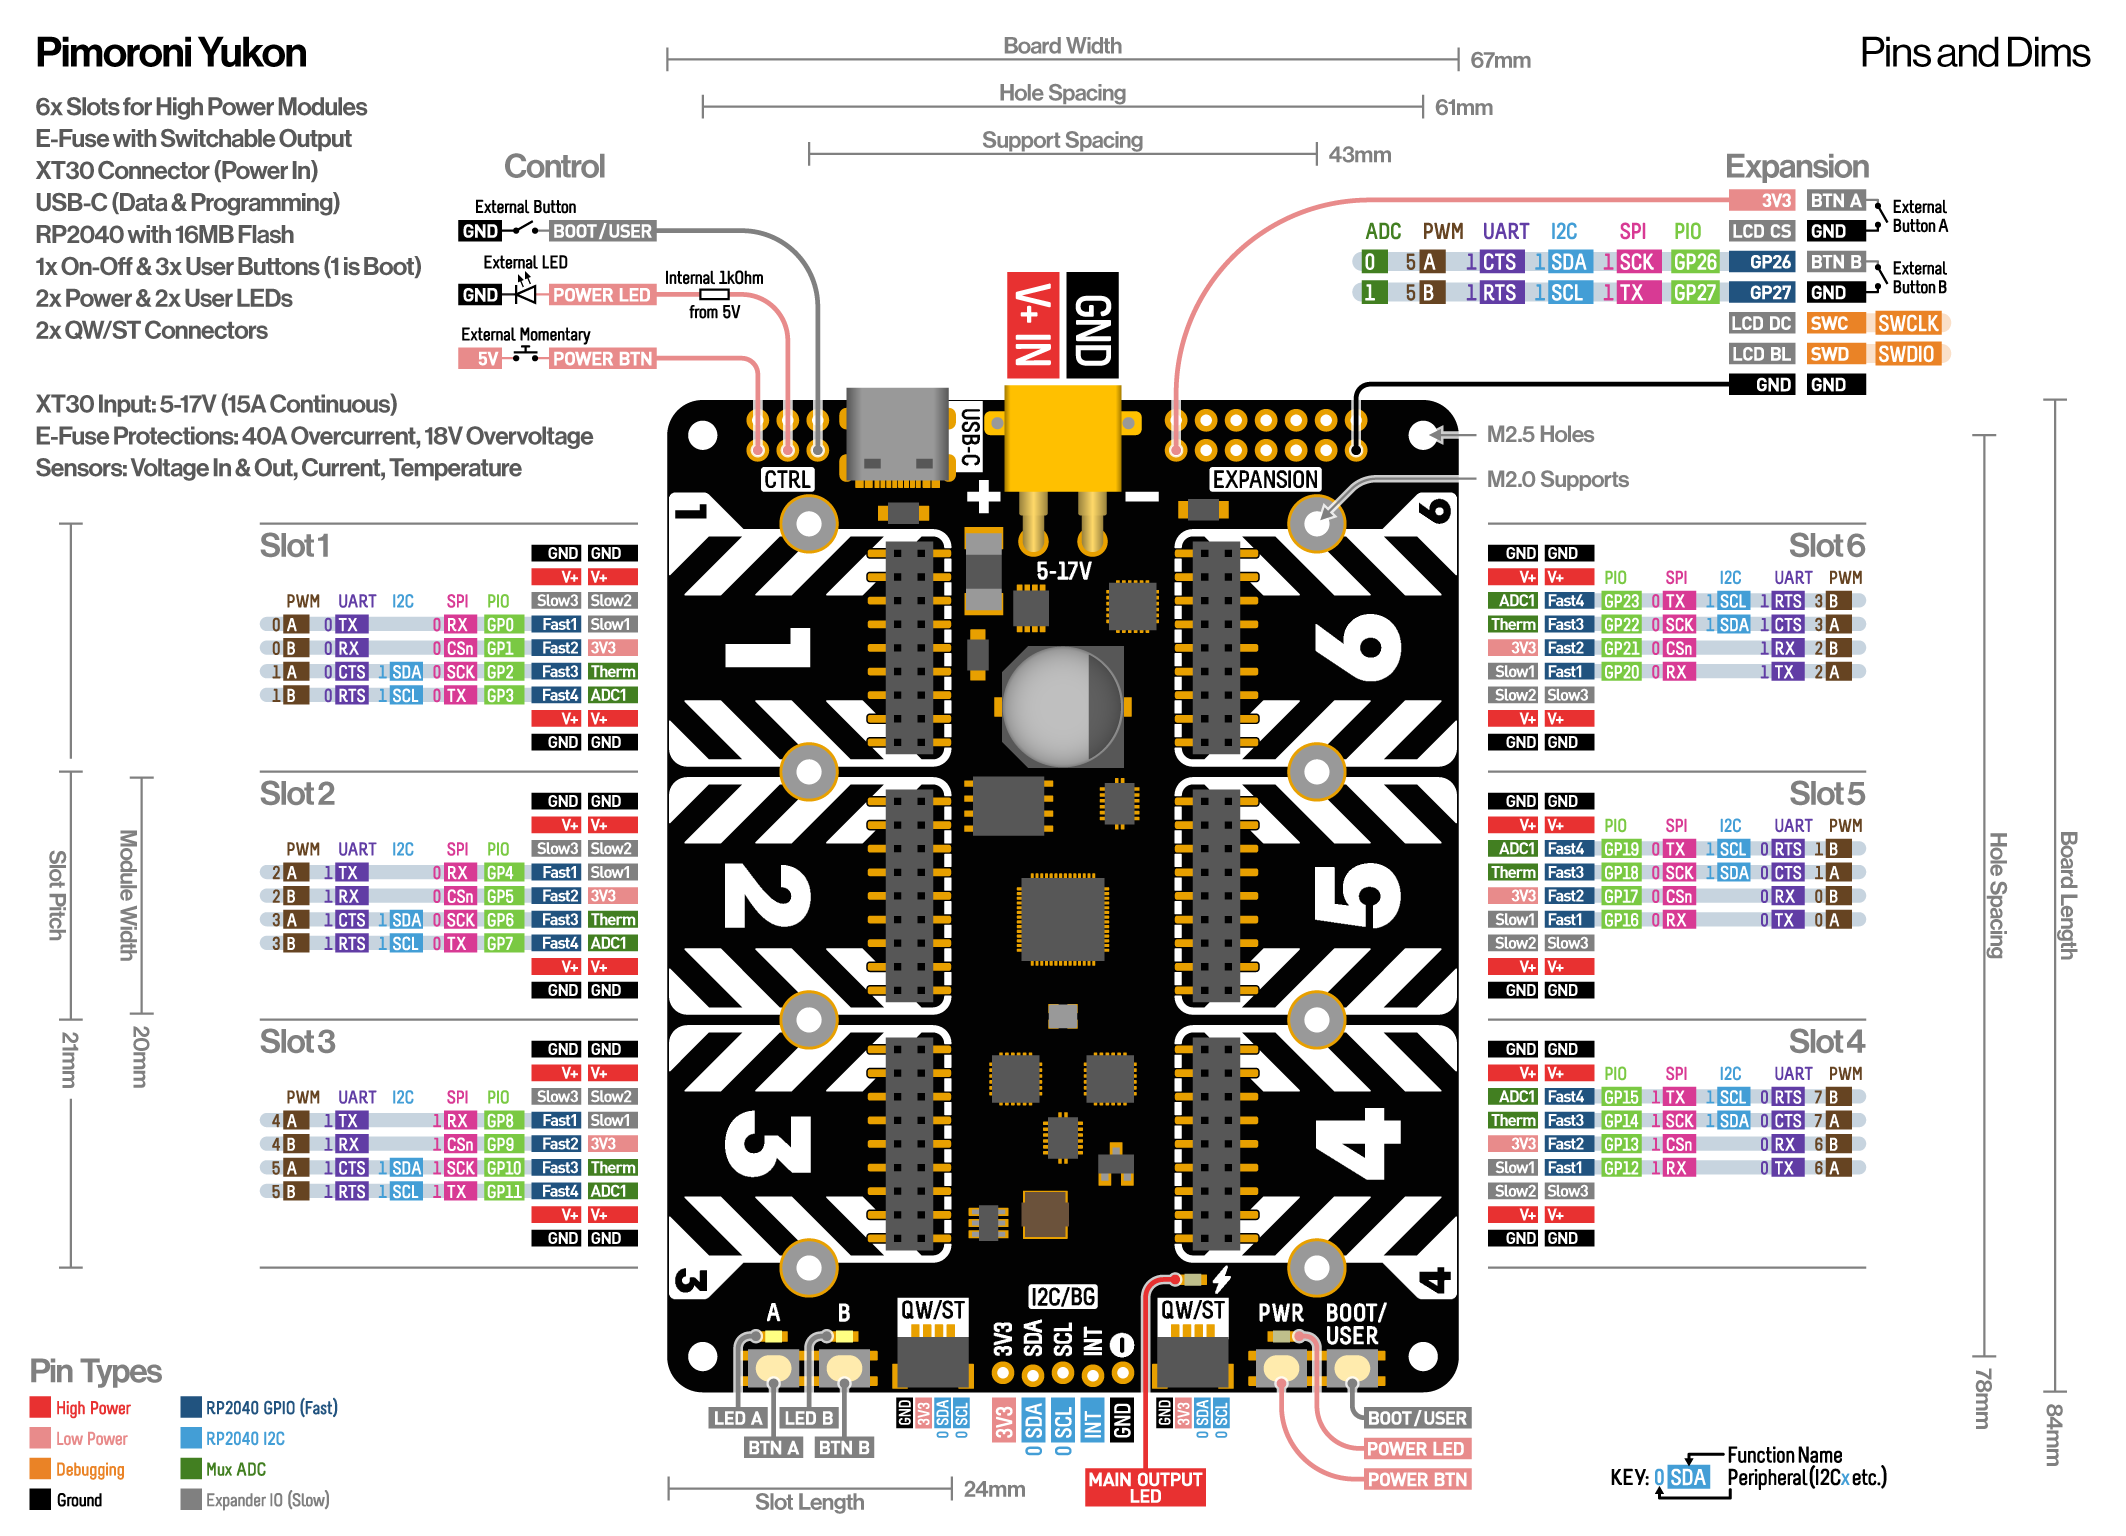 Pimoroni Yukon
Pins and Dims
6x Slots for High Power Modules
E-Fuse with Switchable Output
XT30 Connector (Power In)
USB-C (Data & Programming)
RP2040 with 16MB Flash
1x On-Off & 3x User Buttons (1 is Boot)
2x Power & 2x User LEDs
2x QW/ST Connectors
XT30 Input: 5-17V (15A Continuous)
E-Fuse Protections: 40A Overcurrent, 18V Overvoltage
Sensors: Voltage In & Out, Current, Temperature
Board Width
67mm
Hole Spacing
61mm
Support Spacing
43mm
Control
External Button
GND BOOT/USER
External LED
GND POWER LED
Internal 1kOhm
from 5V
External Momentary
5V POWER BTN
V+ IN
GND
Expansion
3V3 BTN A
External
Button A
LCD CS GND
ADC PWM UART I2C SPI PIO
0 5 A 1 CTS 1 SDA 1 SCK GP26 GP26 BTN B
External
Button B
1 5 B 1 RTS 1 SCL 1 TX GP27 GP27 GND
LCD DC SWC SWCLK
LCD BL SWD SWDIO
GND GND
M2.5 Holes
M2.0 Supports
CTRL
USB-C
+
−
EXPANSION
5-17V
1
1
2
3
3
6
6
5
4
4
Slot 1
GND GND
V+ V+
PWM UART I2C SPI PIO Slow3 Slow2
0 A 0 TX 0 RX GP0 Fast1 Slow1
0 B 0 RX 0 CSn GP1 Fast2 3V3
1 A 0 CTS 1 SDA 0 SCK GP2 Fast3 Therm
1 B 0 RTS 1 SCL 0 TX GP3 Fast4 ADC1
V+ V+
GND GND
Slot 2
GND GND
V+ V+
PWM UART I2C SPI PIO Slow3 Slow2
2 A 1 TX 0 RX GP4 Fast1 Slow1
2 B 1 RX 0 CSn GP5 Fast2 3V3
3 A 1 CTS 1 SDA 0 SCK GP6 Fast3 Therm
3 B 1 RTS 1 SCL 0 TX GP7 Fast4 ADC1
V+ V+
GND GND
Slot 3
GND GND
V+ V+
PWM UART I2C SPI PIO Slow3 Slow2
4 A 1 TX 1 RX GP8 Fast1 Slow1
4 B 1 RX 1 CSn GP9 Fast2 3V3
5 A 1 CTS 1 SDA 1 SCK GP10 Fast3 Therm
5 B 1 RTS 1 SCL 1 TX GP11 Fast4 ADC1
V+ V+
GND GND
Slot Pitch
21mm
Module Width
20mm
Slot 6
GND GND
V+ V+ PIO SPI I2C UART PWM
ADC1 Fast4 GP23 0 TX 1 SCL 1 RTS 3 B
Therm Fast3 GP22 0 SCK 1 SDA 1 CTS 3 A
3V3 Fast2 GP21 0 CSn 1 RX 2 B
Slow1 Fast1 GP20 0 RX 1 TX 2 A
Slow2 Slow3
V+ V+
GND GND
Slot 5
GND GND
V+ V+ PIO SPI I2C UART PWM
ADC1 Fast4 GP19 0 TX 1 SCL 0 RTS 1 B
Therm Fast3 GP18 0 SCK 1 SDA 0 CTS 1 A
3V3 Fast2 GP17 0 CSn 0 RX 0 B
Slow1 Fast1 GP16 0 RX 0 TX 0 A
Slow2 Slow3
V+ V+
GND GND
Slot 4
GND GND
V+ V+ PIO SPI I2C UART PWM
ADC1 Fast4 GP15 1 TX 1 SCL 0 RTS 7 B
Therm Fast3 GP14 1 SCK 1 SDA 0 CTS 7 A
3V3 Fast2 GP13 1 CSn 0 RX 6 B
Slow1 Fast1 GP12 1 RX 0 TX 6 A
Slow2 Slow3
V+ V+
GND GND
Hole Spacing
78mm
Board Length
84mm
A
B
QW/ST
I2C/BG
3V3 SDA SCL INT
QW/ST
PWR
BOOT/
USER
LED A
LED B
BTN A
BTN B
GND 3V3 0 SDA 0 SCL
3V3 0 SDA 0 SCL INT GND
GND 3V3 0 SDA 0 SCL
MAIN OUTPUT
LED
BOOT/USER
POWER LED
POWER BTN
Slot Length
24mm
Pin Types
High Power
Low Power
Debugging
Ground
RP2040 GPIO (Fast)
RP2040 I2C
Mux ADC
Expander IO (Slow)
Function Name
KEY: 0 SDA Peripheral (I2Cx etc.)